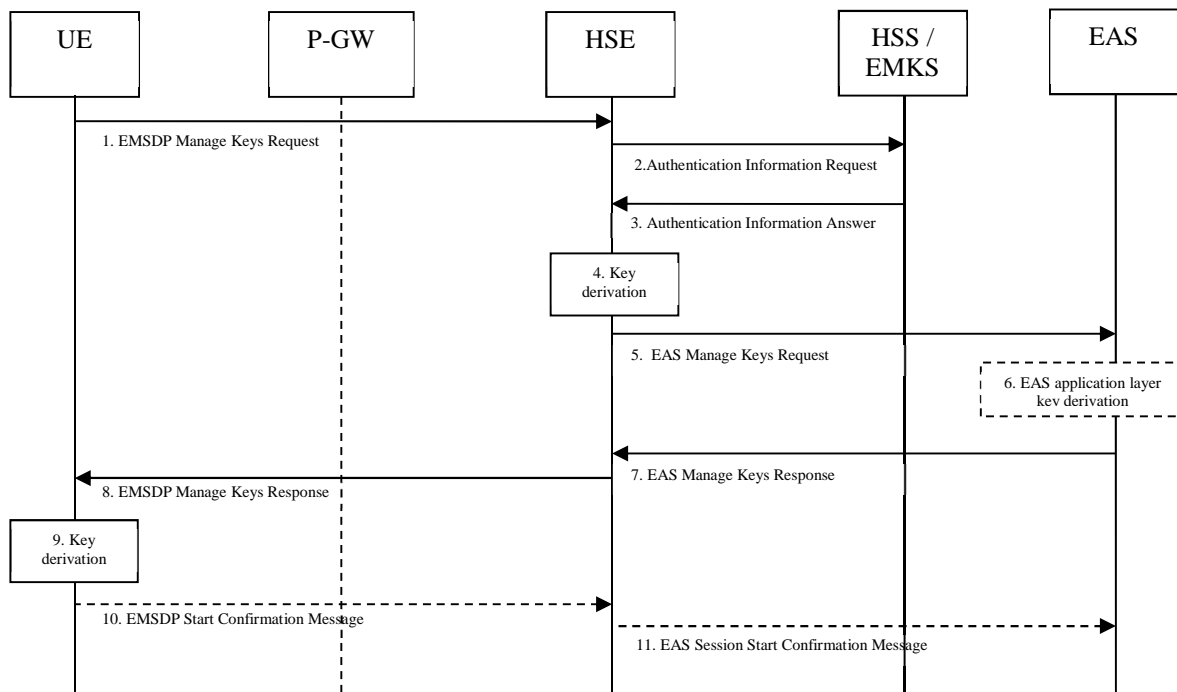 UE
P-GW
HSE
HSS /
EMKS
EAS
1. EMSDP Manage Keys Request
2.Authentication Information Request
3. Authentication Information Answer
4. Key
derivation
5. EAS Manage Keys Request
6. EAS application layer
key derivation
7. EAS Manage Keys Response
8. EMSDP Manage Keys Response
9. Key
derivation
10. EMSDP Start Confirmation Message
11. EAS Session Start Confirmation Message